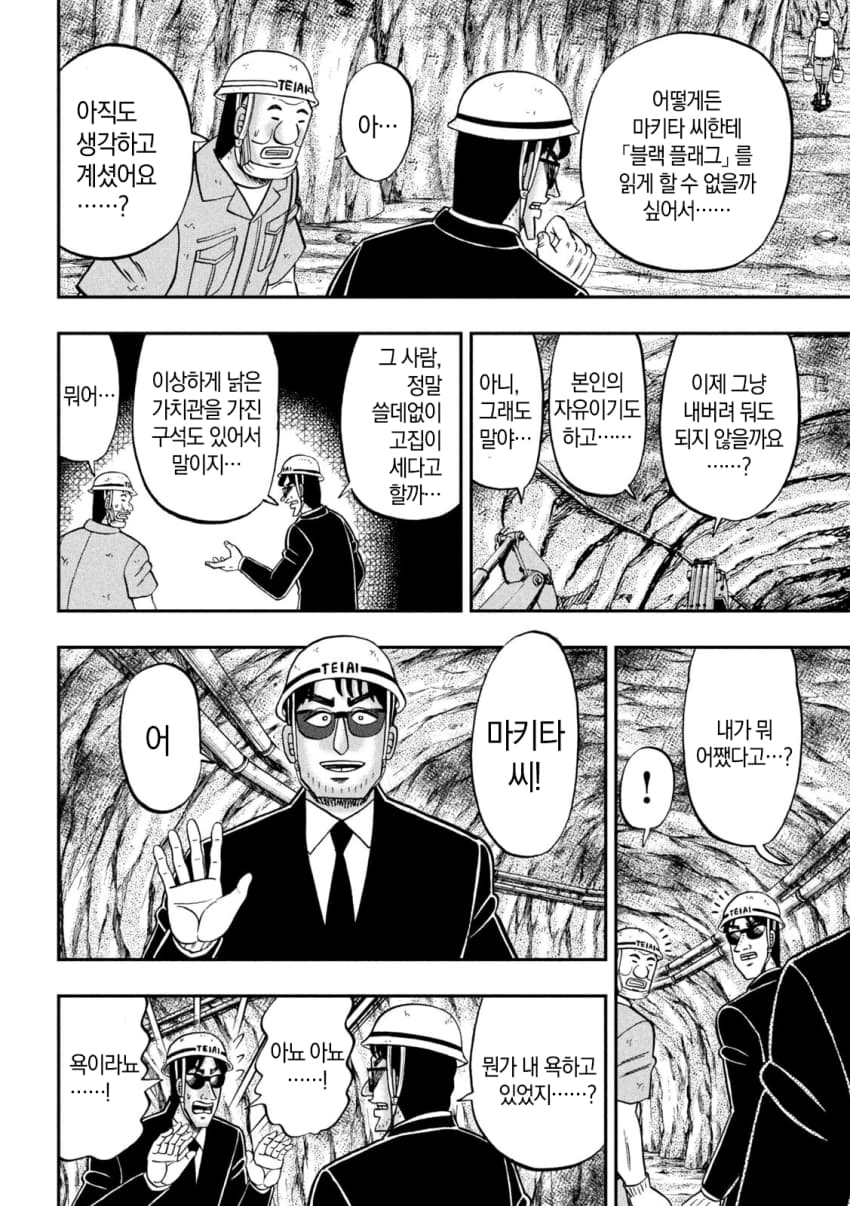 어떻게든
마키타 씨한테
「블랙 플래그」를
읽게 할 수 없을까
싶어서……
아…
TEIAI
아직도
생각하고
계셨어요
……?
이제 그냥
내버려 둬도
되지 않을까요
……?
본인의
자유이기도
하고……
아니,
그래도
말야…
그 사람,
정말
쓸데없이
고집이
세다고
할까…
이상하게 낡은
가치관을 가진
구석도 있어서
말이지…
뭐어…
TEIAI
내가 뭐
어쨌다고…?
!
TEIAI
TEIAI
마키타
씨!
TEIAI
어
뭔가 내 욕하고
있었지……?
아뇨 아뇨
……!
욕이라뇨
……!
TEIAI